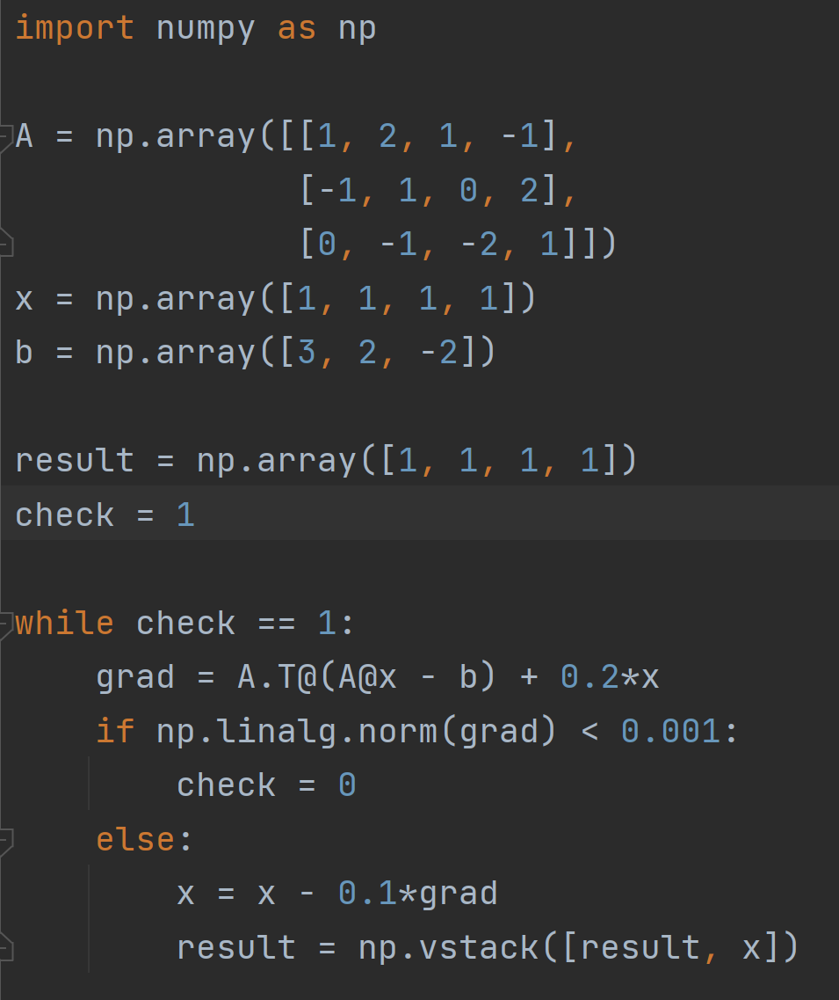 import numpy as np
A = np.array([[1, 2, 1, -1],
[-1, 1, 0, 2],
[0, -1, -2, 1]])
x = np.array([1, 1, 1, 1])
b = np.array([3, 2, -2])
result = np.array([1, 1, 1, 1])
check = 1
while check == 1:
grad = A.T@(A@x - b) + 0.2*x
if np.linalg.norm(grad) < 0.001:
check = 0
else:
x = x - 0.1*grad
result = np.vstack([result, x])